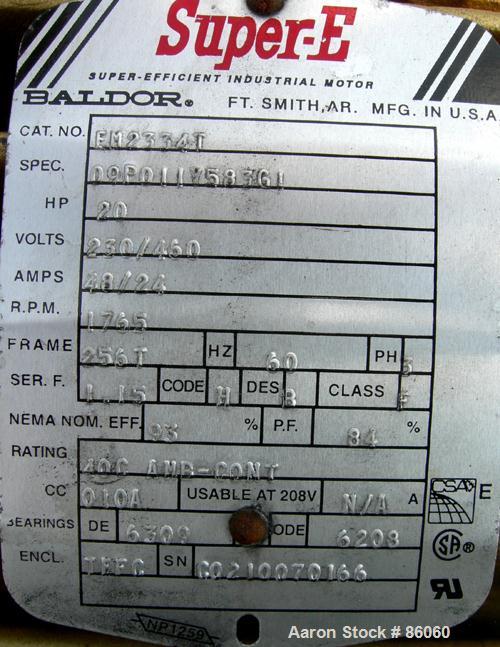 Super-E
SUPER-EFFICIENT INDUSTRIAL MOTOR
BALDOR® FT. SMITH, AR. MFG. IN U.S.A
CAT. NO. EM2334T
SPEC. 09E011Y583G1
HP 20
VOLTS 230/460
AMPS 48/24
R.P.M. 1765
FRAME 256T HZ 60 PH 3
SER. F. 1.15 CODE H DES B CLASS F
NEMA NOM. EFF. 93 % P.F. 84 %
RATING 40C AMB-CONT
CC 010A USABLE AT 208V N/A A
BEARINGS DE 6309 ODE 6208
ENCL. TEFC SN C0210070166
CSA E
SA®
NP1259
Aaron Stock # 86060